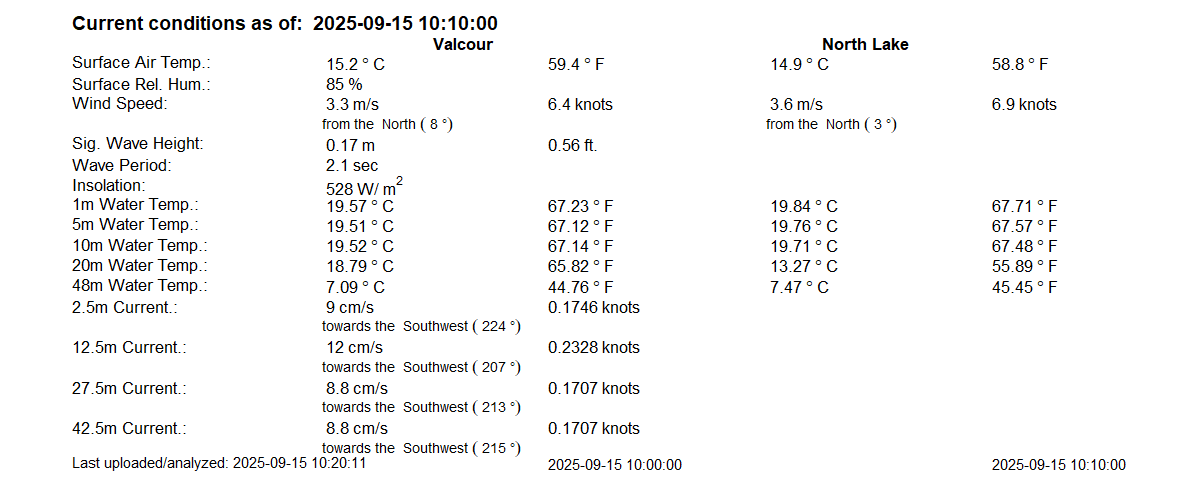 Current conditions as of: 2025-09-15 10:10:00
Valcour North Lake
Surface Air Temp.: 15.2 ° C 59.4 ° F 14.9 ° C 58.8 ° F
Surface Rel. Hum.: 85 %
Wind Speed: 3.3 m/s 6.4 knots 3.6 m/s 6.9 knots
from the North ( 8 °) from the North ( 3 °)
Sig. Wave Height: 0.17 m 0.56 ft.
Wave Period: 2.1 sec
Insolation: 528 W/ m2
1m Water Temp.: 19.57 ° C 67.23 ° F 19.84 ° C 67.71 ° F
5m Water Temp.: 19.51 ° C 67.12 ° F 19.76 ° C 67.57 ° F
10m Water Temp.: 19.52 ° C 67.14 ° F 19.71 ° C 67.48 ° F
20m Water Temp.: 18.79 ° C 65.82 ° F 13.27 ° C 55.89 ° F
48m Water Temp.: 7.09 ° C 44.76 ° F 7.47 ° C 45.45 ° F
2.5m Current.: 9 cm/s 0.1746 knots
towards the Southwest ( 224 °)
12.5m Current.: 12 cm/s 0.2328 knots
towards the Southwest ( 207 °)
27.5m Current.: 8.8 cm/s 0.1707 knots
towards the Southwest ( 213 °)
42.5m Current.: 8.8 cm/s 0.1707 knots
towards the Southwest ( 215 °)
Last uploaded/analyzed: 2025-09-15 10:20:11 2025-09-15 10:00:00 2025-09-15 10:10:00